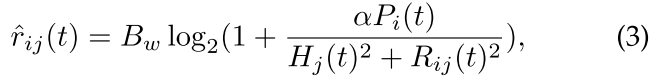 r̂ᵢⱼ(t) = B_w log₂(1 + αPᵢ(t) / (Hⱼ(t)² + Rᵢⱼ(t)²)), (3)